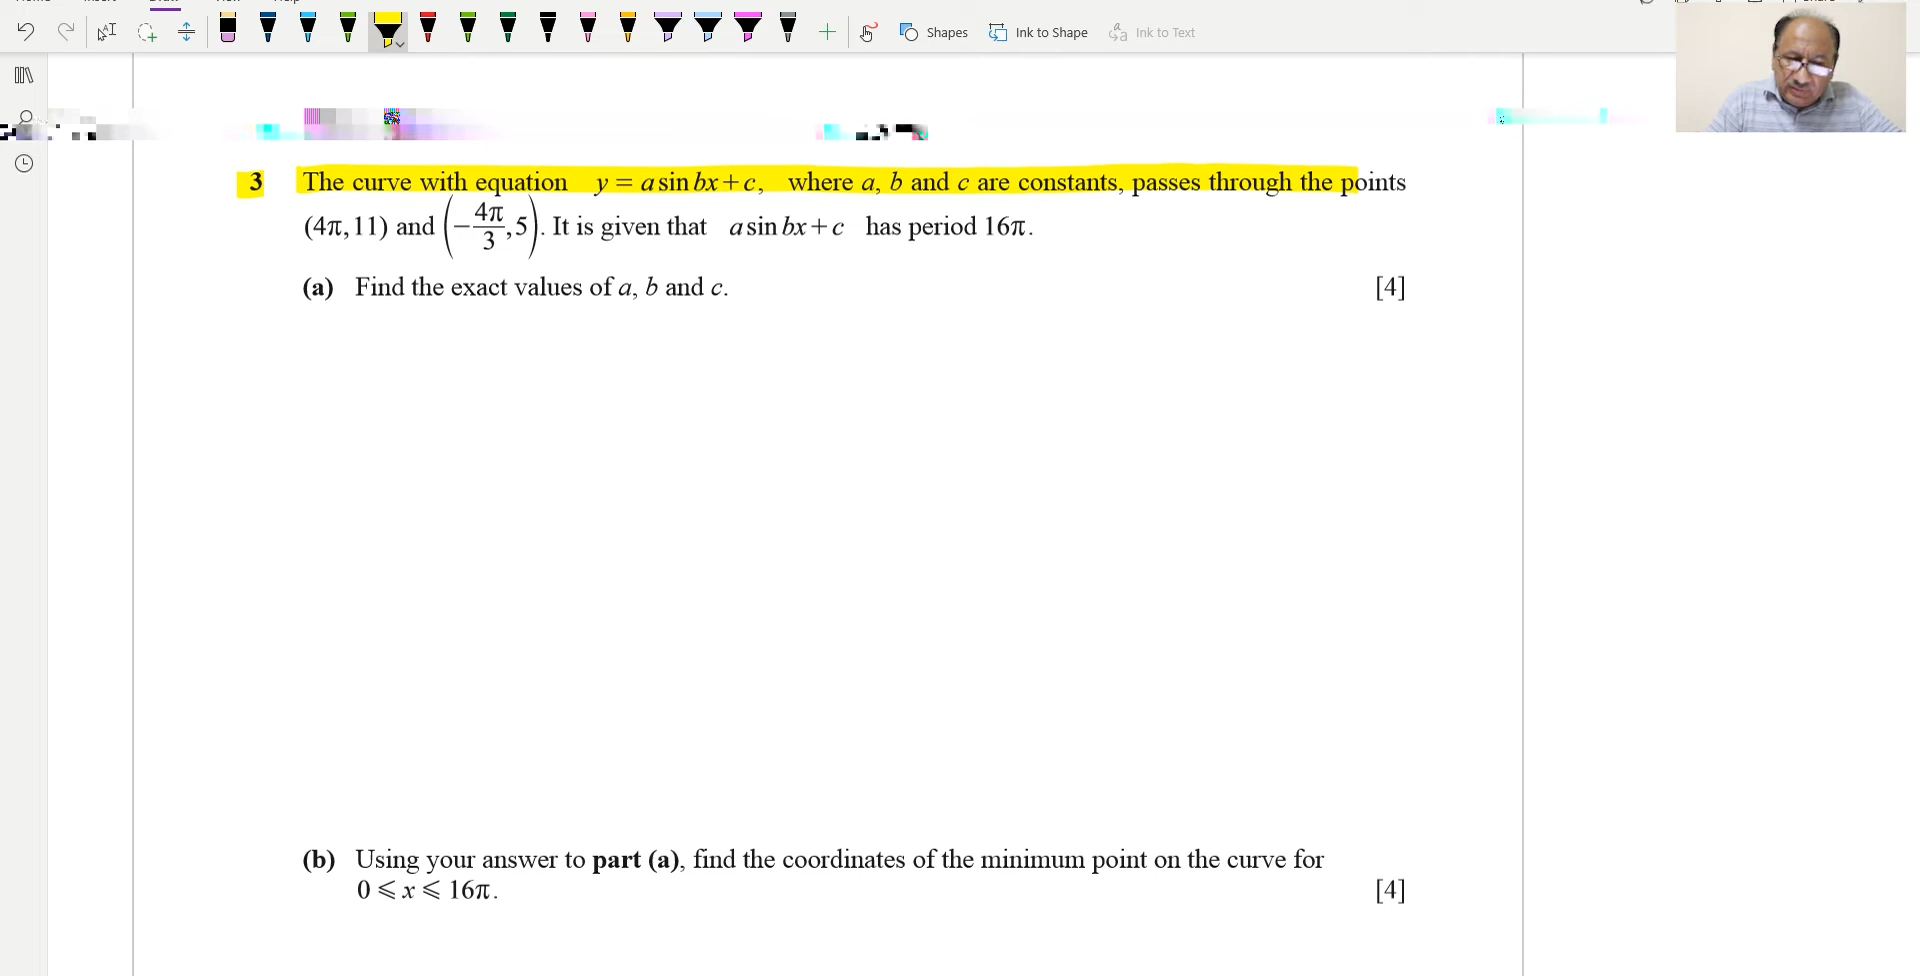 Shapes Ink to Shape Ink to Text
3 The curve with equation y = a sin bx + c, where a, b and c are constants, passes through the points
(4π, 11) and (−4π/3, 5). It is given that a sin bx + c has period 16π.
(a) Find the exact values of a, b and c. [4]
(b) Using your answer to part (a), find the coordinates of the minimum point on the curve for
0 ⩽ x ⩽ 16π. [4]